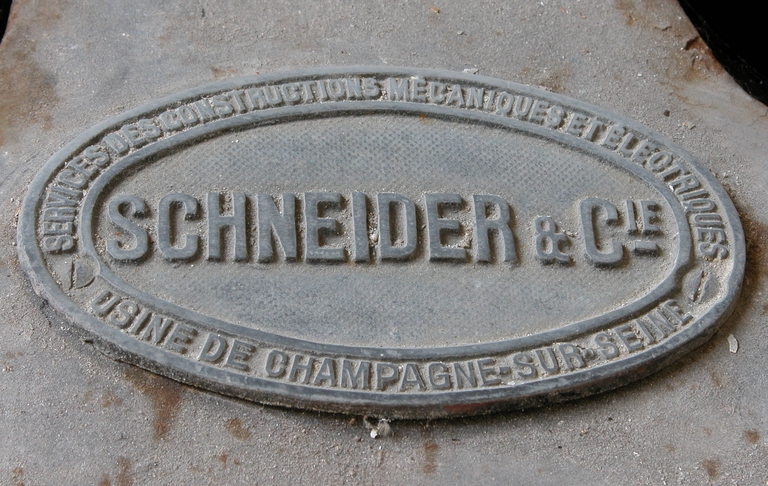 SERVICES DES CONSTRUCTIONS MÉCANIQUES ET ÉLECTRIQUES
SCHNEIDER & CIE
USINE DE CHAMPAGNE-SUR-SEINE